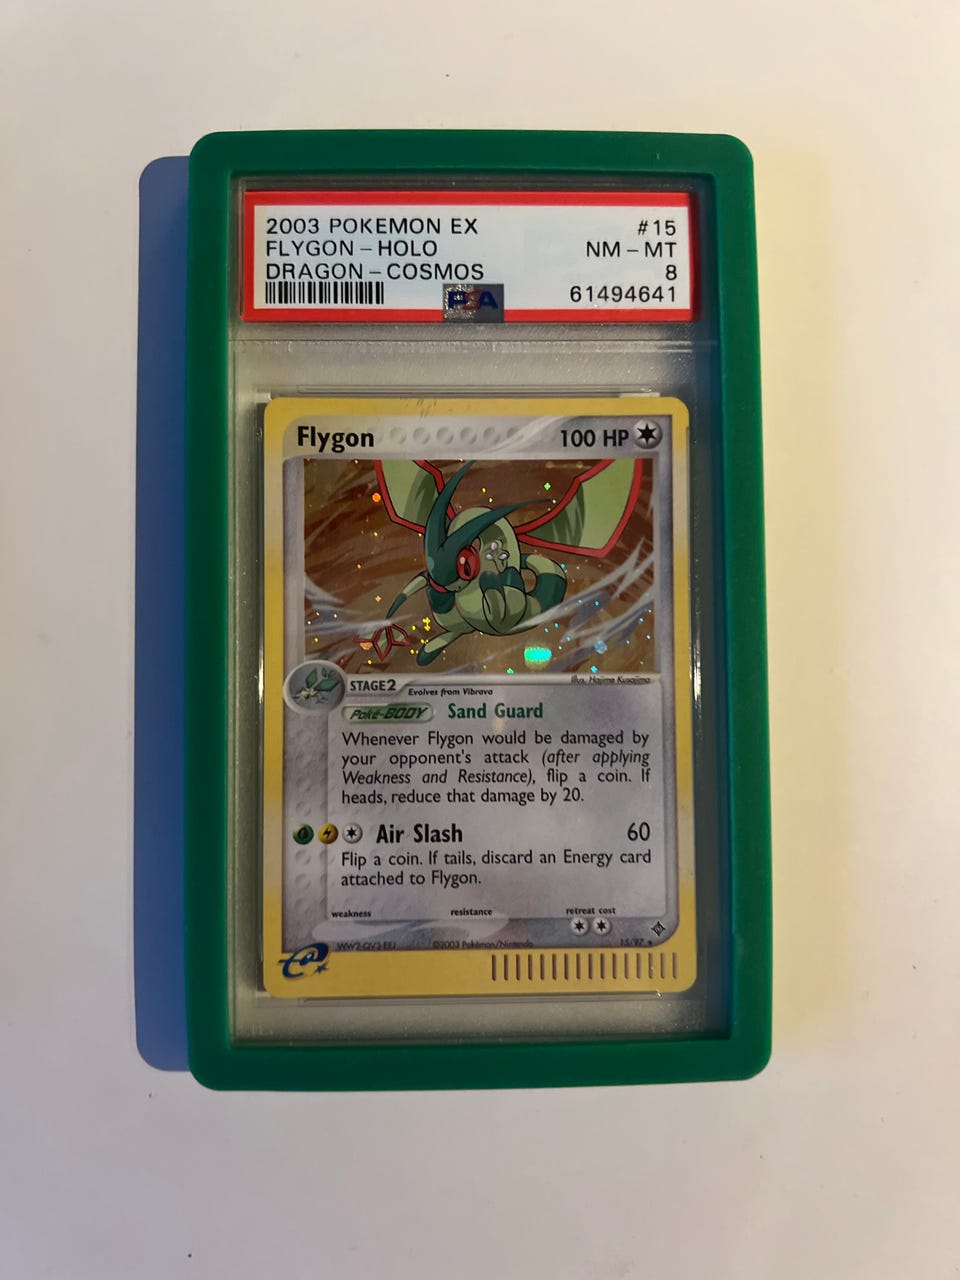 2003 POKEMON EX #15
FLYGON - HOLO NM - MT
DRAGON - COSMOS 8
61494641
PSA
Flygon 100 HP
Illus. Hajime Kusajima
STAGE2 Evolves from Vibrava
Poké-BODY Sand Guard
Whenever Flygon would be damaged by
your opponent's attack (after applying
Weakness and Resistance), flip a coin. If
heads, reduce that damage by 20.
Air Slash 60
Flip a coin. If tails, discard an Energy card
attached to Flygon.
weakness resistance retreat cost
©2003 Pokémon/Nintendo 15/97 ★
e